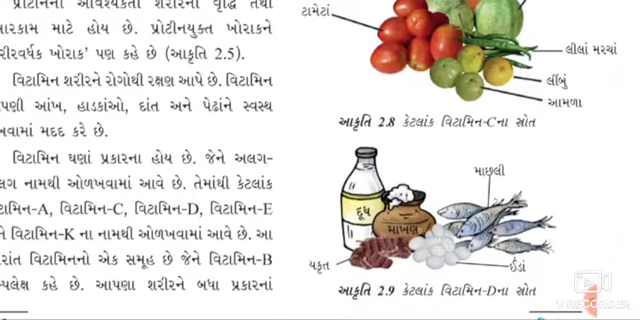 પ્રોટીનની આવશ્યકતા શરીરની વૃદ્ધિ તથા
મારકામ માટે હોય છે. પ્રોટીનયુક્ત ખોરાકને
રીરવર્ધક ખોરાક' પણ કહે છે (આકૃતિ 2.5).
વિટામિન શરીરને રોગોથી રક્ષણ આપે છે. વિટામિન
પણી આંખ, હાડકાંઓ, દાંત અને પેઢાંને સ્વસ્થ
ખવામાં મદદ કરે છે.
વિટામિન ઘણાં પ્રકારના હોય છે. જેને અલગ-
લગ નામથી ઓળખવામાં આવે છે. તેમાંથી કેટલાંક
ટામિન-A, વિટામિન-C, વિટામિન-D, વિટામિન-E
ને વિટામિન-K ના નામથી ઓળખવામાં આવે છે. આ
રાંત વિટામિનનો એક સમૂહ છે જેને વિટામિન-B
મ્પલેક્ષ કહે છે. આપણા શરીરને બધા પ્રકારનાં
ટામેટાં
લીલાં મરચાં
લીંબું
આમળા
આકૃતિ 2.8 કેટલાંક વિટામિન-Cના સ્રોત
માછલી
દૂધ
માખણ
યકૃત
ઈંડાં
આકૃતિ 2.9 કેટલાંક વિટામિન-Dના સ્રોત
V RECORDER